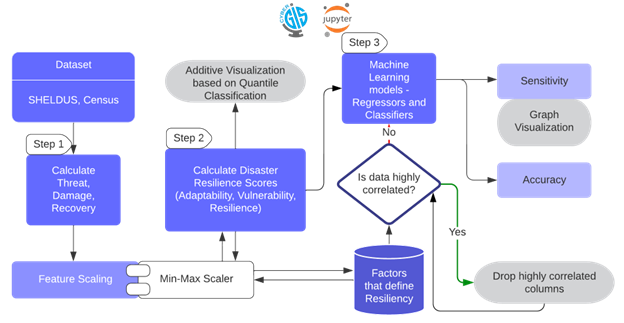 CYBER
GIS
jupyter
Dataset
SHELDUS, Census
Step 1
Calculate
Threat,
Damage,
Recovery
Feature Scaling
Min-Max Scaler
Additive Visualization
based on Quantile
Classification
Step 2
Calculate Disaster
Resilience Scores
(Adaptability, Vulnerability,
Resilience)
Step 3
Machine
Learning
models -
Regressors and
Classifiers
No
Is data highly
correlated?
Yes
Factors
that define
Resiliency
Drop highly correlated
columns
Sensitivity
Graph
Visualization
Accuracy